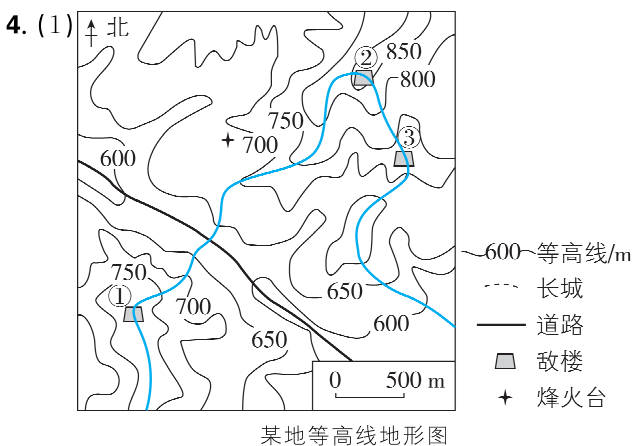 4. (1)
北
②
850
800
750
700
③
600
750
①
700
650
650
600
600 等高线/m
长城
道路
敌楼
烽火台
0 500 m
某地等高线地形图